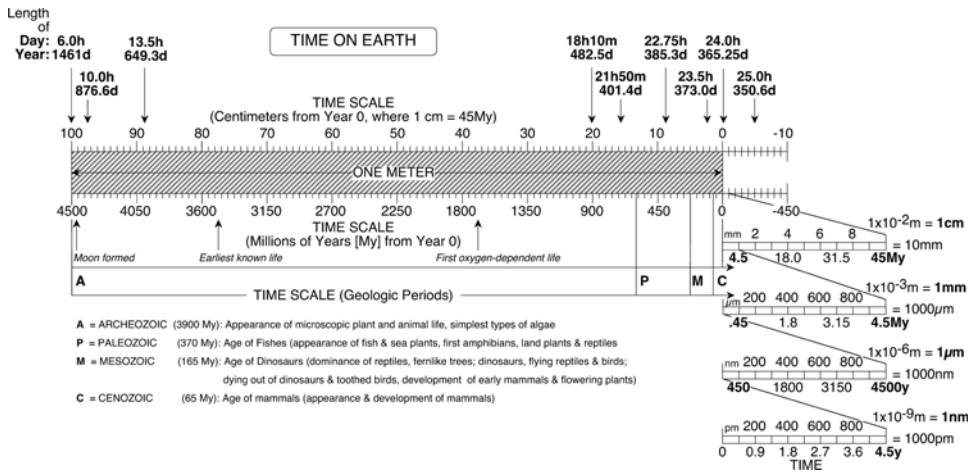 Length
of
Day: 6.0h 13.5h 18h10m 22.75h 24.0h
Year: 1461d 649.3d 482.5d 385.3d 365.25d
10.0h 21h50m 23.5h 25.0h
876.6d 401.4d 373.0d 350.6d
TIME ON EARTH
TIME SCALE
(Centimeters from Year 0, where 1 cm = 45My)
100 90 80 70 60 50 40 30 20 10 0 -10
ONE METER
4500 4050 3600 3150 2700 2250 1800 1350 900 450 0 -450
TIME SCALE
(Millions of Years [My] from Year 0)
Moon formed Earliest known life First oxygen-dependent life
A P M C
TIME SCALE (Geologic Periods)
A = ARCHEOZOIC (3900 My): Appearance of microscopic plant and animal life, simplest types of algae
P = PALEOZOIC (370 My): Age of Fishes (appearance of fish & sea plants, first amphibians, land plants & reptiles
M = MESOZOIC (165 My): Age of Dinosaurs (dominance of reptiles, fernlike trees; dinosaurs, flying reptiles & birds;
dying out of dinosaurs & toothed birds, development of early mammals & flowering plants)
C = CENOZOIC (65 My): Age of mammals (appearance & development of mammals)
1x10-2m = 1cm
mm 2 4 6 8
= 10mm
4.5 18.0 31.5 45My
1x10-3m = 1mm
µm 200 400 600 800
= 1000µm
.45 1.8 3.15 4.5My
1x10-6m = 1µm
nm 200 400 600 800
= 1000nm
450 1800 3150 4500y
1x10-9m = 1nm
pm 200 400 600 800
= 1000pm
0 0.9 1.8 2.7 3.6 4.5y
TIME